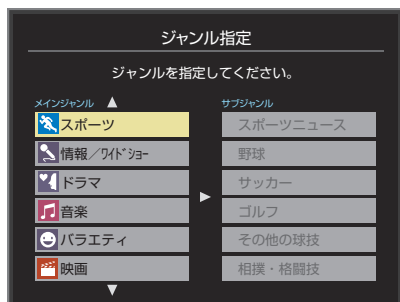 ジャンル指定
ジャンルを指定してください。
メインジャンル
サブジャンル
スポーツ
スポーツニュース
情報／ワイドショー
野球
ドラマ
サッカー
音楽
ゴルフ
バラエティ
その他の球技
映画
相撲・格闘技